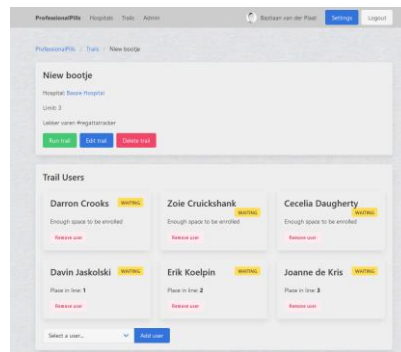 ProfessionalPills Hospitals Trails Admin Bastiaan van der Plaat Settings Logout
ProfessionalPills / Trails / Niew bootje
Niew bootje
Hospital: Baspa Hospital
Limit: 3
Lekker varen #regattatracker
Run trail Edit trail Delete trail
Trail Users
Darron Crooks WAITING Zoie Cruickshank WAITING Cecelia Daugherty WAITING
Enough space to be enrolled Enough space to be enrolled Enough space to be enrolled
Remove user Remove user Remove user
Davin Jaskolski WAITING Erik Koelpin WAITING Joanne de Kris WAITING
Place in line: 1 Place in line: 2 Place in line: 3
Remove user Remove user Remove user
Select a user... Add user